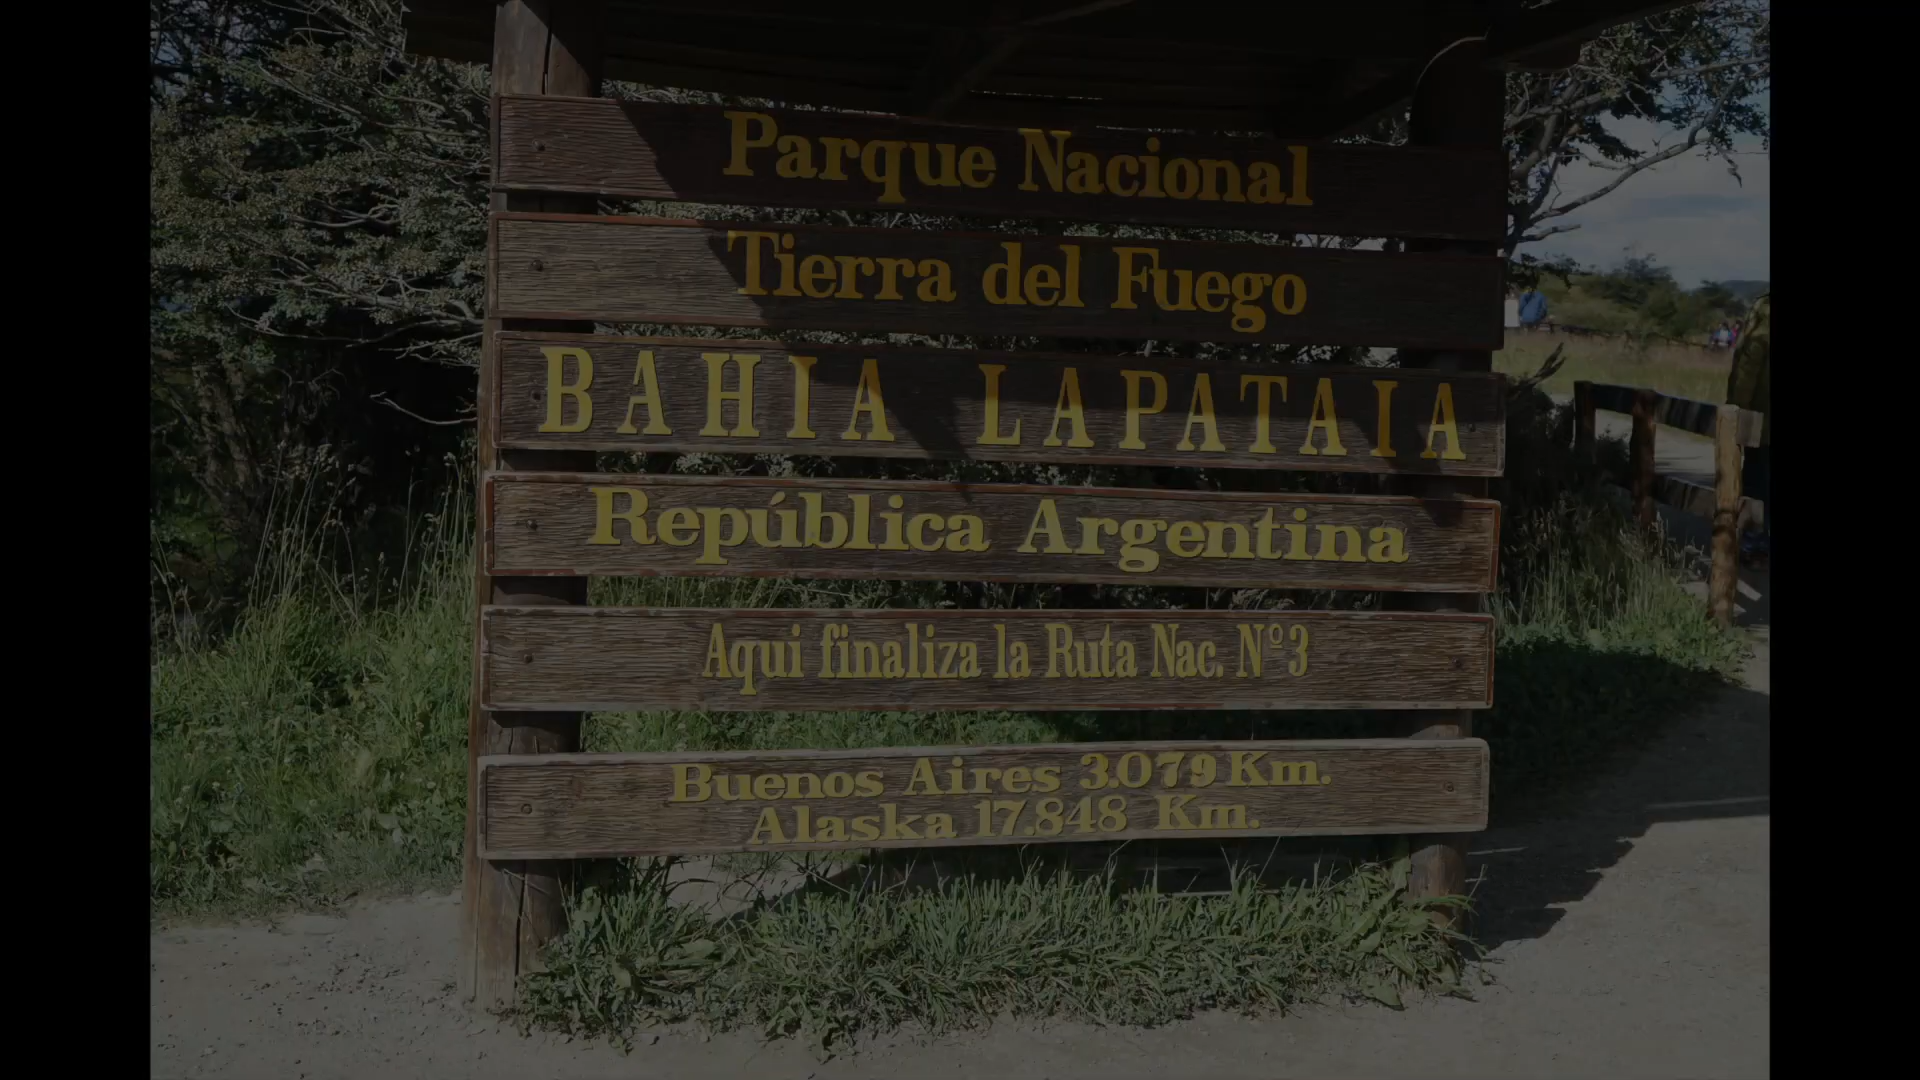 Parque Nacional
Tierra del Fuego
BAHIA LAPATAIA
República Argentina
Aqui finaliza la Ruta Nac. Nº3
Buenos Aires 3.079 Km.
Alaska 17.848 Km.